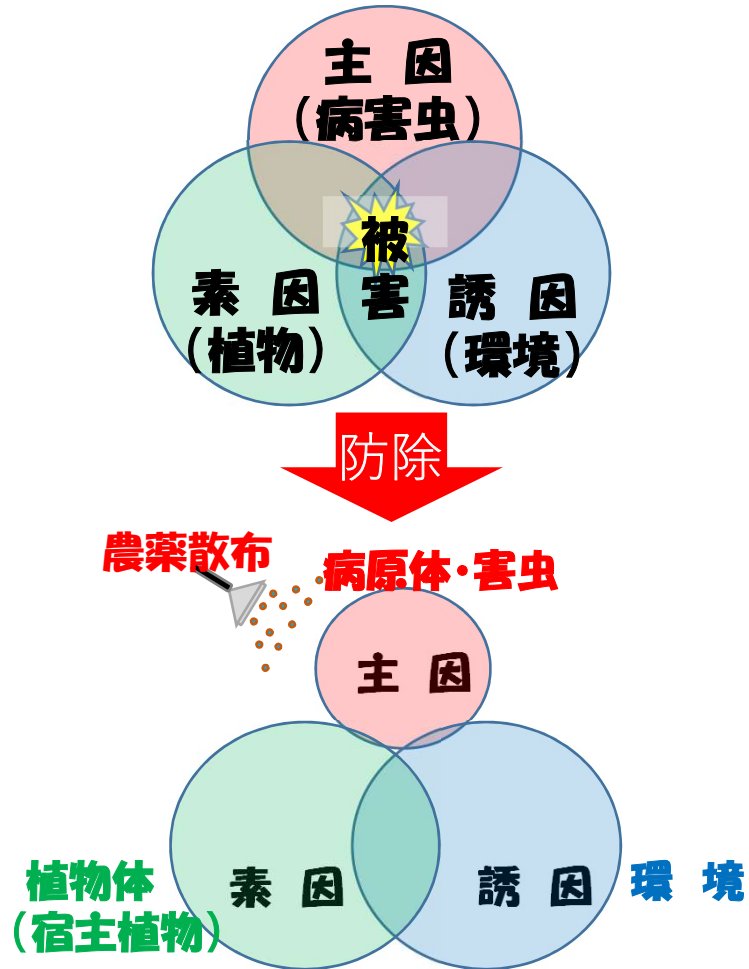 主 因
（病害虫）
被
害
素 因
（植物）
誘 因
（環境）
防除
農薬散布
病原体・害虫
主 因
植物体
（宿主植物）
素 因
誘 因
環 境